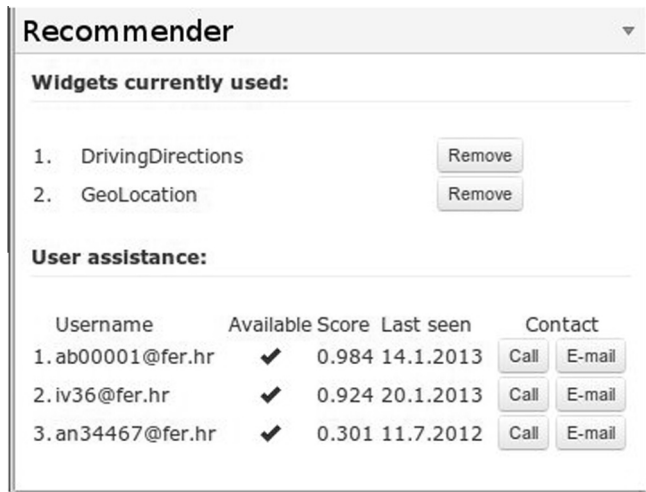 Recommender
Widgets currently used:
1. DrivingDirections Remove
2. GeoLocation Remove
User assistance:
Username Available Score Last seen Contact
1. ab00001@fer.hr ✔ 0.984 14.1.2013 Call E-mail
2. iv36@fer.hr ✔ 0.924 20.1.2013 Call E-mail
3. an34467@fer.hr ✔ 0.301 11.7.2012 Call E-mail